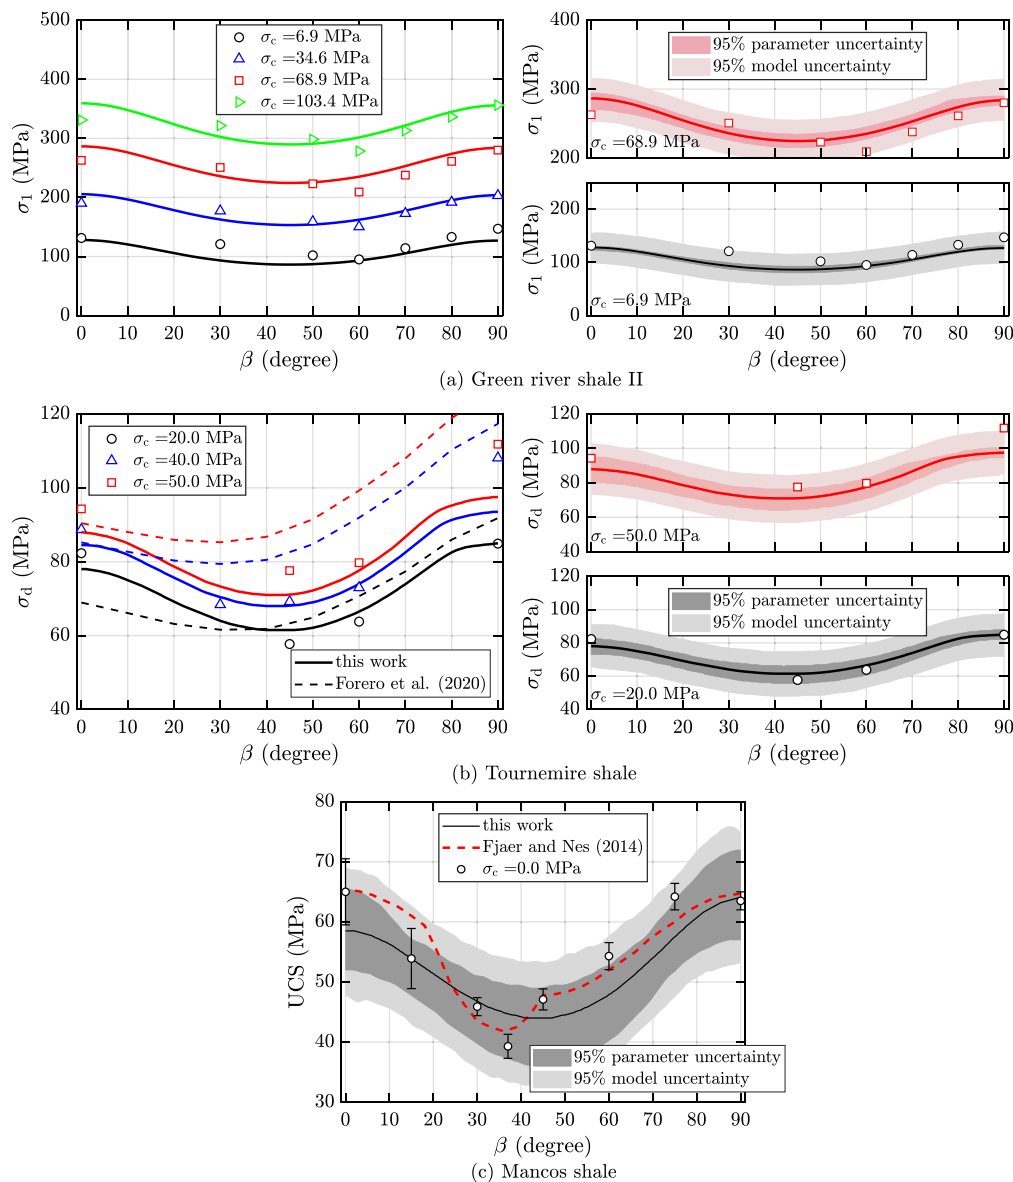 500
400
300
200
100
0
σ1 (MPa)
σc =6.9 MPa
σc =34.6 MPa
σc =68.9 MPa
σc =103.4 MPa
0 10 20 30 40 50 60 70 80 90
β (degree)
400
300
200
σ1 (MPa)
95% parameter uncertainty
95% model uncertainty
σc =68.9 MPa
200
100
0
σ1 (MPa)
σc =6.9 MPa
0 10 20 30 40 50 60 70 80 90
β (degree)
(a) Green river shale II
120
100
80
60
40
σd (MPa)
σc =20.0 MPa
σc =40.0 MPa
σc =50.0 MPa
this work
Forero et al. (2020)
0 10 20 30 40 50 60 70 80 90
β (degree)
120
100
80
60
40
σd (MPa)
σc =50.0 MPa
120
100
80
60
40
σd (MPa)
95% parameter uncertainty
95% model uncertainty
σc =20.0 MPa
0 10 20 30 40 50 60 70 80 90
β (degree)
(b) Tournemire shale
80
70
60
50
40
30
UCS (MPa)
this work
Fjaer and Nes (2014)
σc =0.0 MPa
95% parameter uncertainty
95% model uncertainty
0 10 20 30 40 50 60 70 80 90
β (degree)
(c) Mancos shale